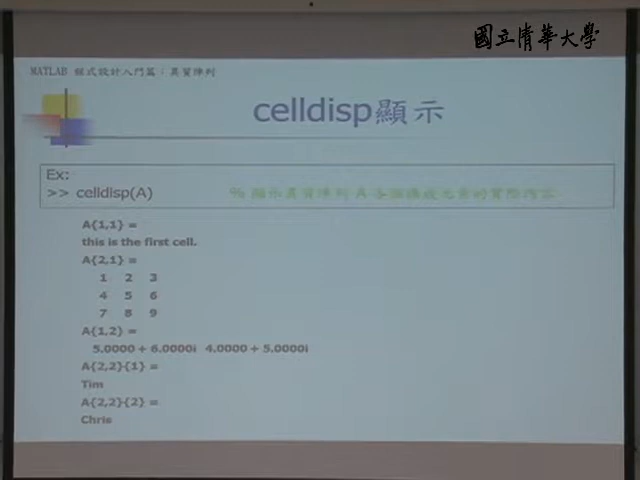 國立清華大學
MATLAB 程式設計入門篇：異質陣列
celldisp顯示
Ex:
>> celldisp(A) % 顯示異質陣列 A 各個構成元素的實際內容
A{1,1} =
this is the first cell.
A{2,1} =
1 2 3
4 5 6
7 8 9
A{1,2} =
5.0000 + 6.0000i 4.0000 + 5.0000i
A{2,2}{1} =
Tim
A{2,2}{2} =
Chris